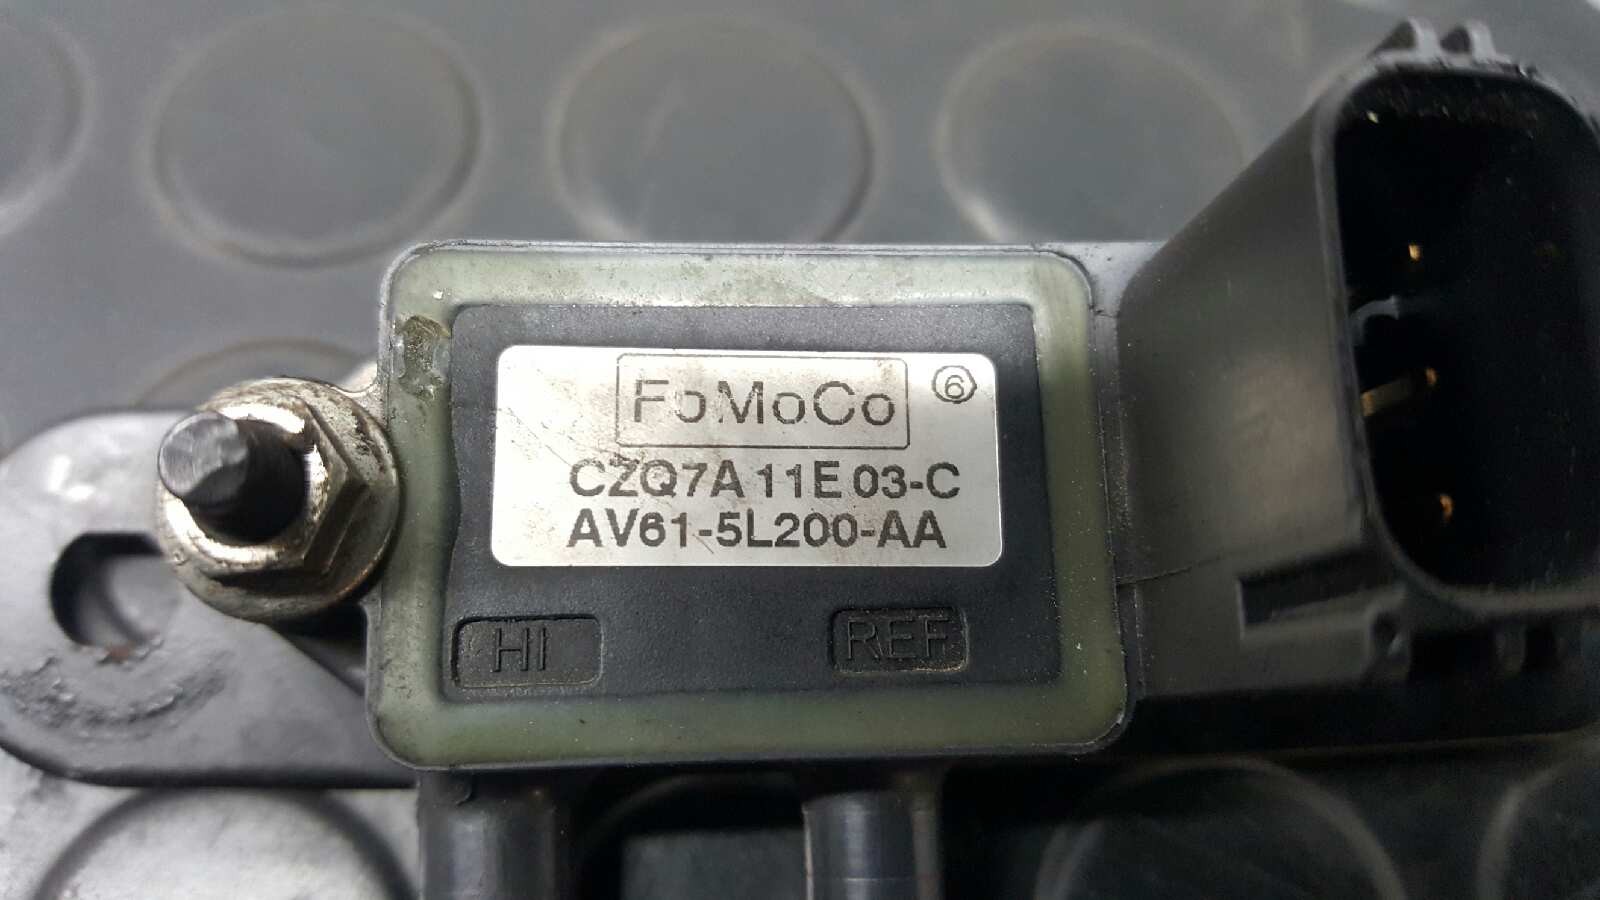 FoMoCo 6
CZQ7A 11E 03-C
AV61-5L200-AA
HI REF